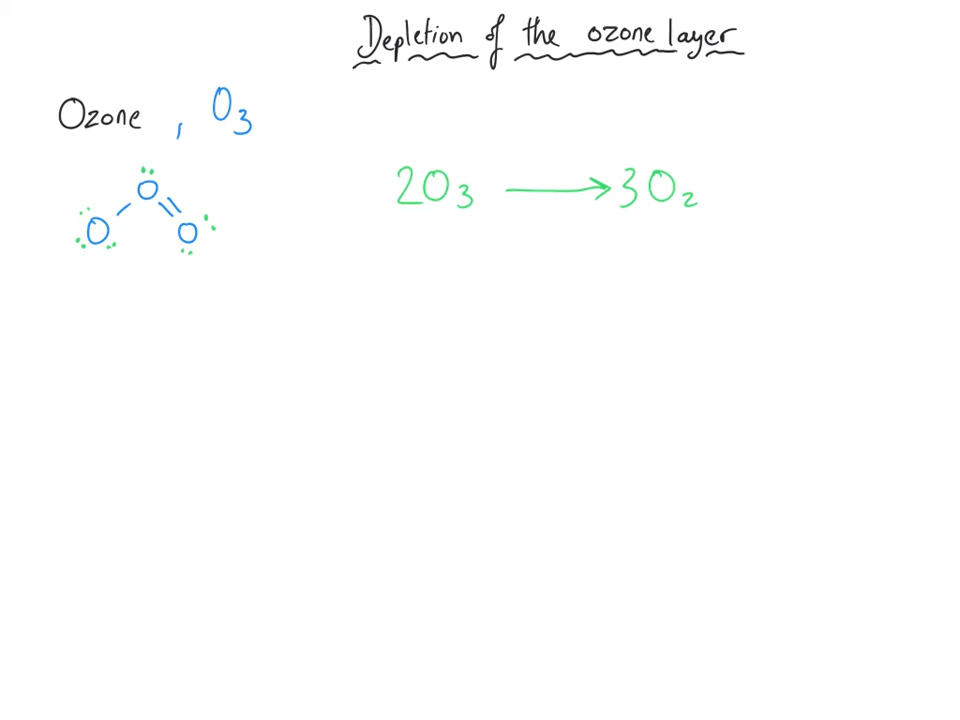 Depletion of the ozone layer
Ozone , O₃
2O₃ ⟶ 3O₂
O
O O